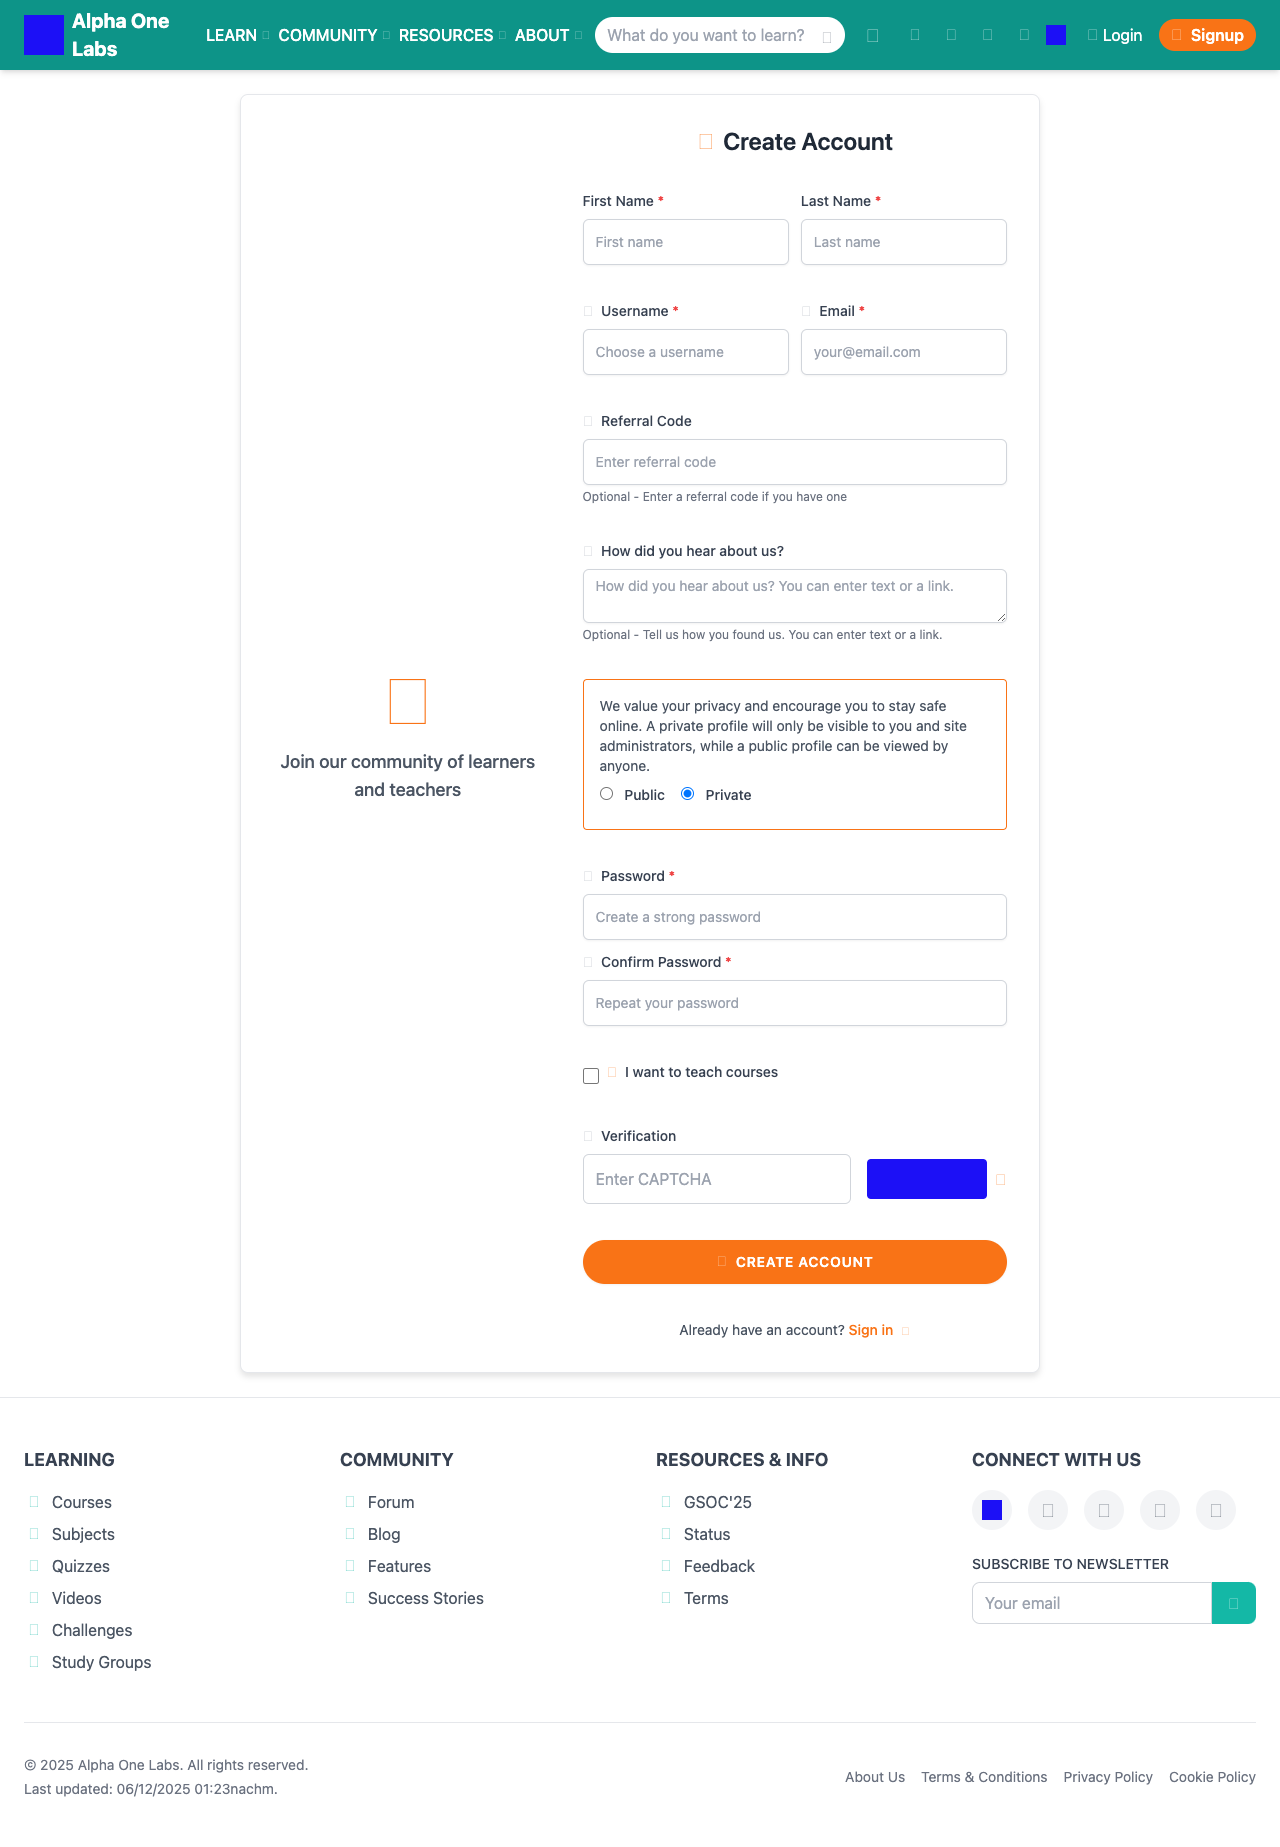 Alpha One
Labs
LEARN
COMMUNITY
RESOURCES
ABOUT
What do you want to learn?
Login
Signup
Create Account
First Name *
Last Name *
First name
Last name
Username *
Email *
Choose a username
your@email.com
Referral Code
Enter referral code
Optional - Enter a referral code if you have one
How did you hear about us?
How did you hear about us? You can enter text or a link.
Optional - Tell us how you found us. You can enter text or a link.
Join our community of learners
and teachers
We value your privacy and encourage you to stay safe
online. A private profile will only be visible to you and site
administrators, while a public profile can be viewed by
anyone.
Public
Private
Password *
Create a strong password
Confirm Password *
Repeat your password
I want to teach courses
Verification
Enter CAPTCHA
CREATE ACCOUNT
Already have an account? Sign in
LEARNING
Courses
Subjects
Quizzes
Videos
Challenges
Study Groups
COMMUNITY
Forum
Blog
Features
Success Stories
RESOURCES & INFO
GSOC'25
Status
Feedback
Terms
CONNECT WITH US
SUBSCRIBE TO NEWSLETTER
Your email
© 2025 Alpha One Labs. All rights reserved.
Last updated: 06/12/2025 01:23nachm.
About Us
Terms & Conditions
Privacy Policy
Cookie Policy